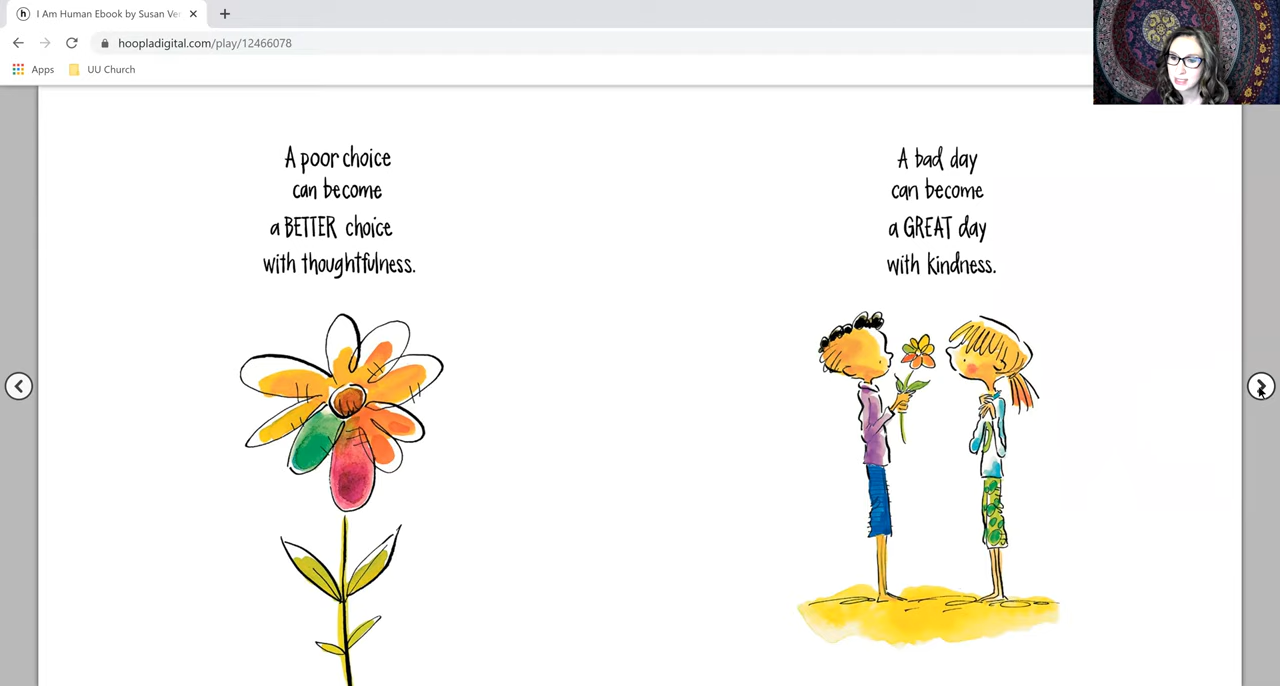 I Am Human Ebook by Susan Ver
hoopladigital.com/play/12466078
Apps
UU Church
A poor choice
can become
a BETTER choice
with thoughtfulness.
A bad day
can become
a GREAT day
with kindness.